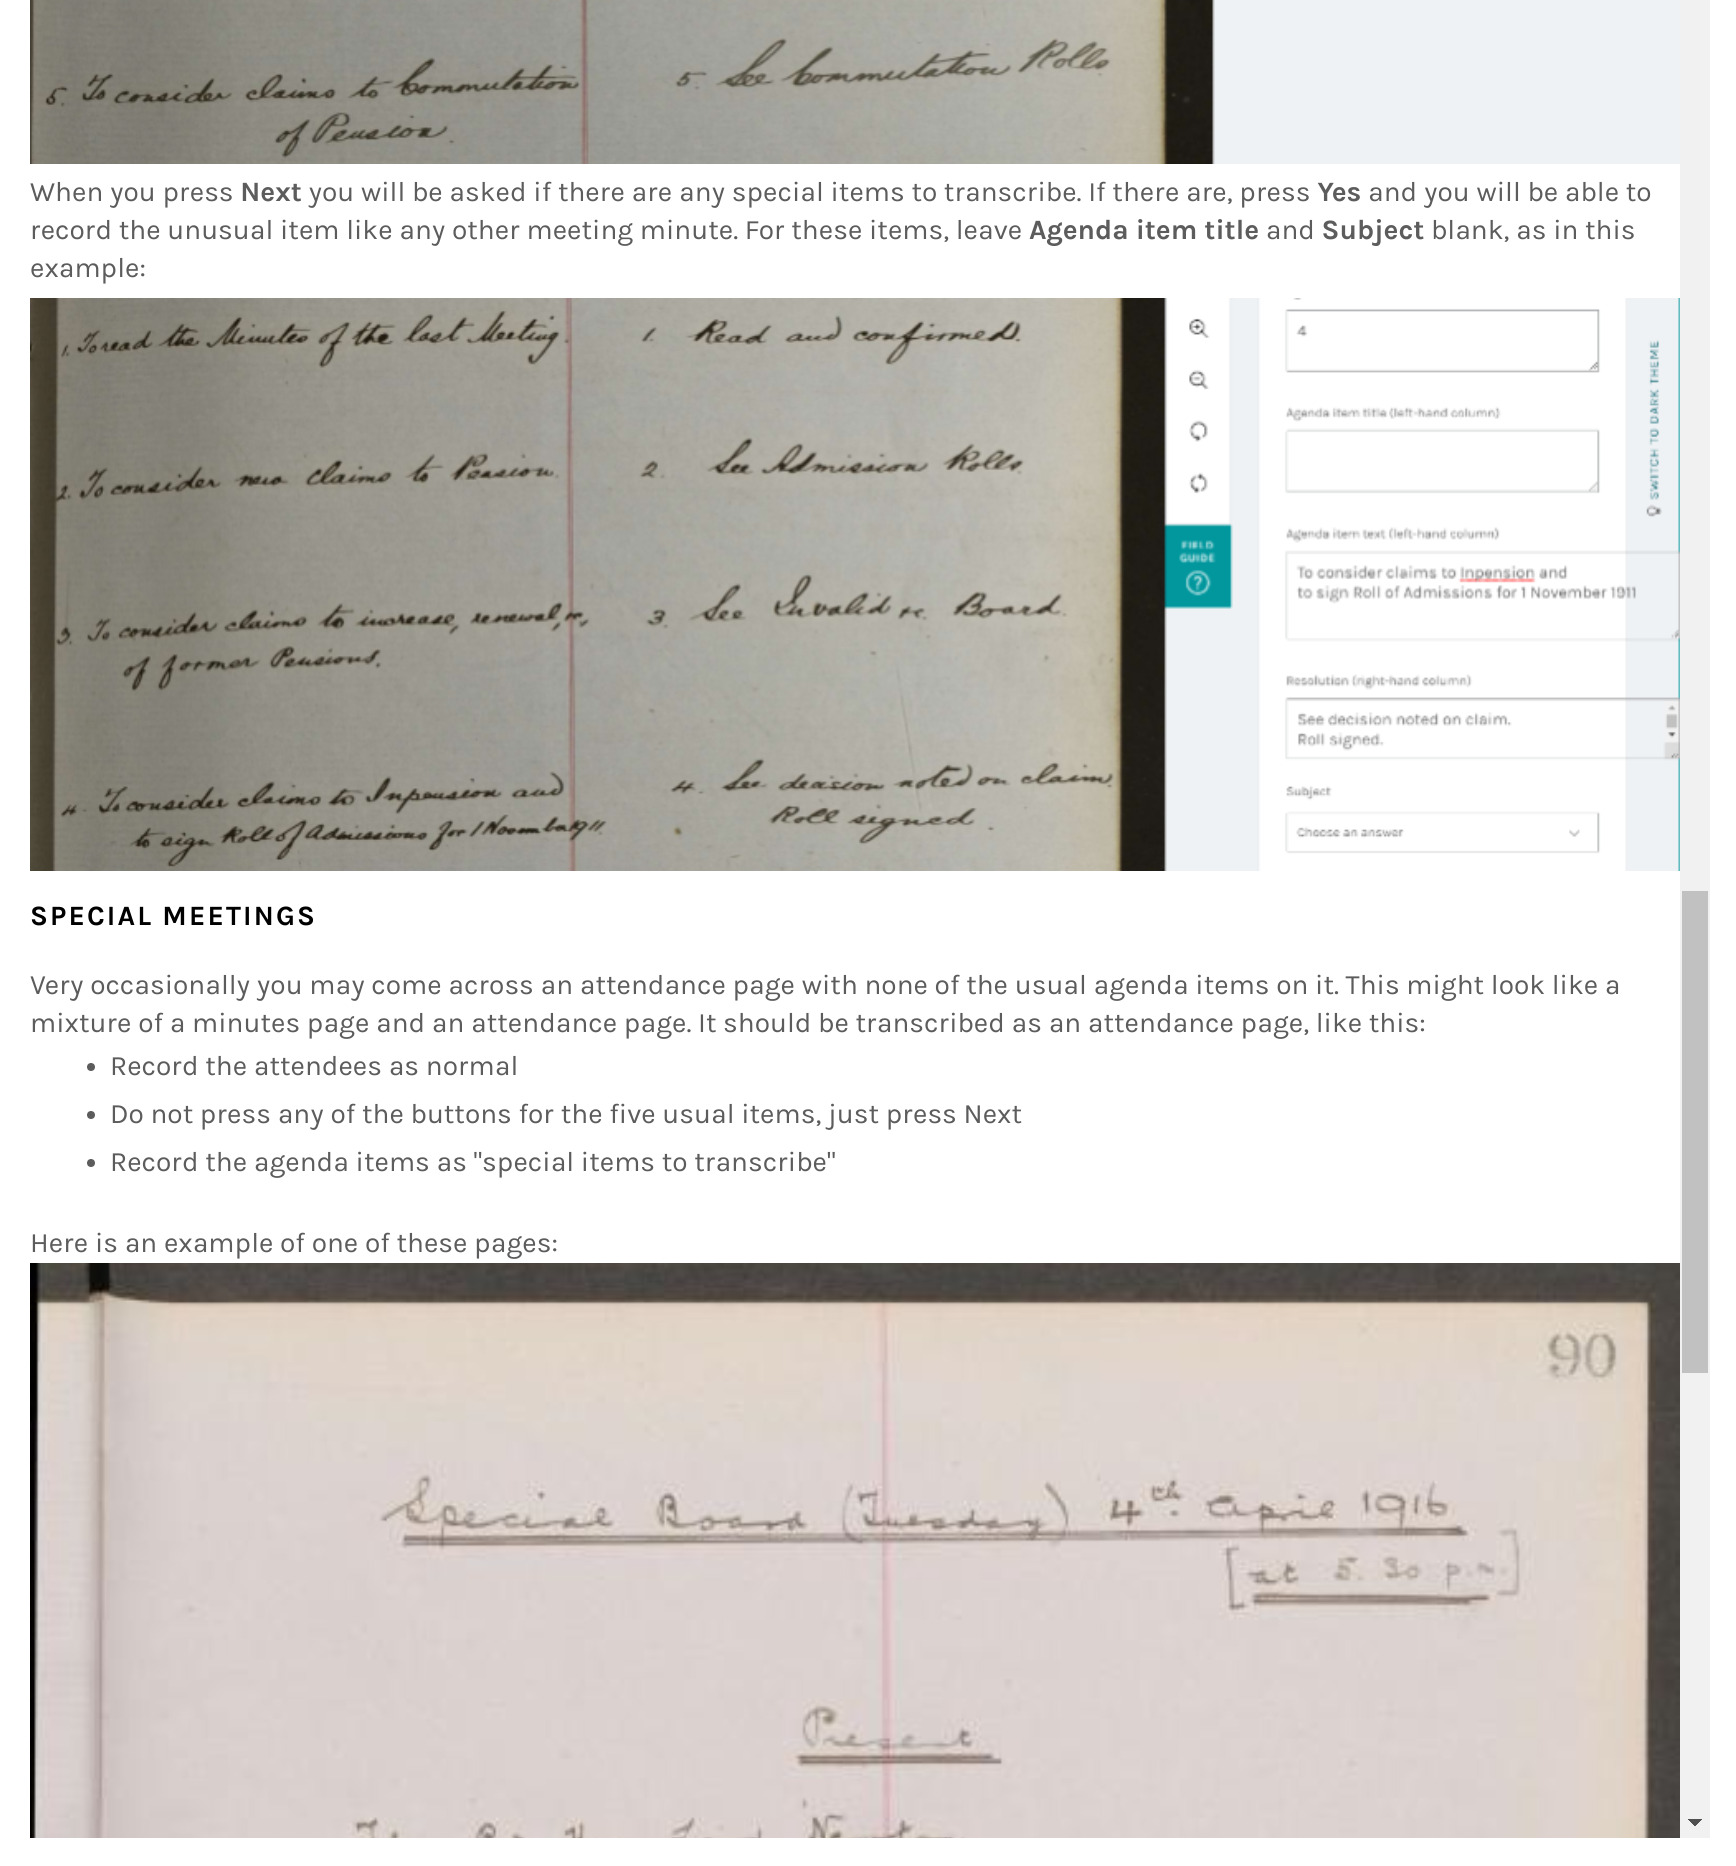 5. To consider claims to Commutation
of Pension.
5. See Commutation Rolls
When you press Next you will be asked if there are any special items to transcribe. If there are, press Yes and you will be able to
record the unusual item like any other meeting minute. For these items, leave Agenda item title and Subject blank, as in this
example:
1. To read the Minutes of the last Meeting.
1. Read and confirmed.
2. To consider new claims to Pension.
2. See Admission Rolls.
3. To consider claims to increase, renewal, &c,
of former Pensions.
3. See Invalid &c. Board.
4. To consider claims to Inpension and
to sign Roll of Admissions for 1 November 1911.
4. See decision noted on claim.
Roll signed.
4
Agenda item title (left-hand column)
Agenda item text (left-hand column)
To consider claims to Inpension and
to sign Roll of Admissions for 1 November 1911
Resolution (right-hand column)
See decision noted on claim.
Roll signed.
Subject
Choose an answer
FIELD
GUIDE
?
SWITCH TO DARK THEME
SPECIAL MEETINGS
Very occasionally you may come across an attendance page with none of the usual agenda items on it. This might look like a
mixture of a minutes page and an attendance page. It should be transcribed as an attendance page, like this:
• Record the attendees as normal
• Do not press any of the buttons for the five usual items, just press Next
• Record the agenda items as "special items to transcribe"
Here is an example of one of these pages:
90
Special Board (Tuesday) 4th April 1916
[at 5.30 p.m.]
Present